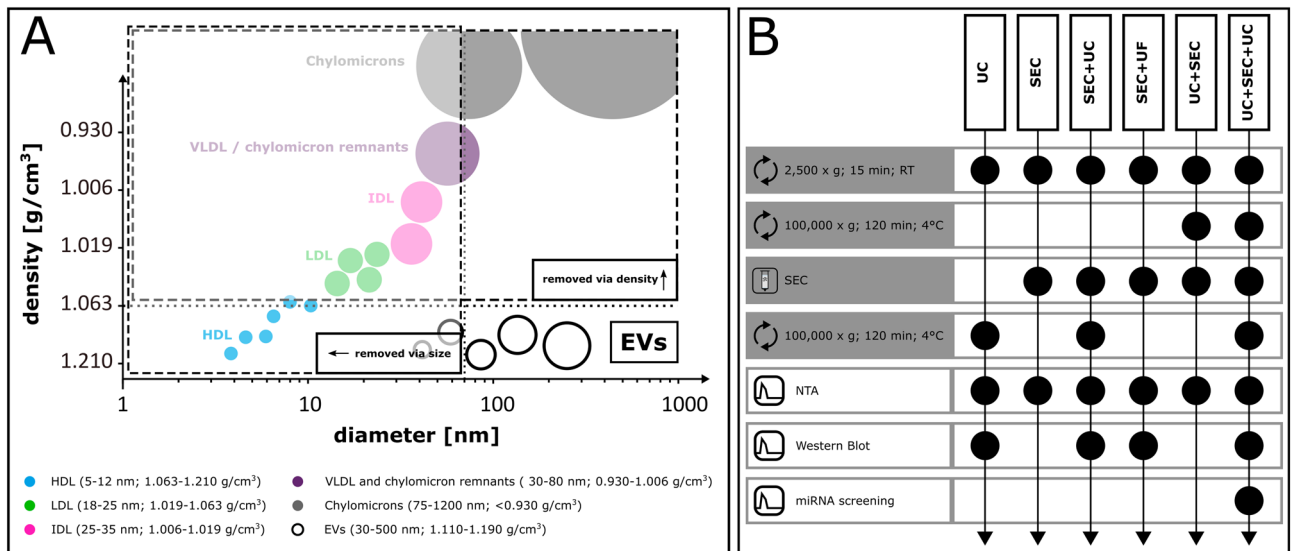 A
Chylomicrons
0.930
VLDL / chylomicron remnants
1.006
IDL
1.019
LDL
removed via density ↑
1.063
HDL
← removed via size
EVs
1.210
density [g/cm³]
1
10
100
1000
diameter [nm]
HDL (5-12 nm; 1.063-1.210 g/cm³)
LDL (18-25 nm; 1.019-1.063 g/cm³)
IDL (25-35 nm; 1.006-1.019 g/cm³)
VLDL and chylomicron remnants ( 30-80 nm; 0.930-1.006 g/cm³)
Chylomicrons (75-1200 nm; <0.930 g/cm³)
EVs (30-500 nm; 1.110-1.190 g/cm³)
B
UC
SEC
SEC+UC
SEC+UF
UC+SEC
UC+SEC+UC
2,500 x g; 15 min; RT
100,000 x g; 120 min; 4°C
SEC
100,000 x g; 120 min; 4°C
NTA
Western Blot
miRNA screening